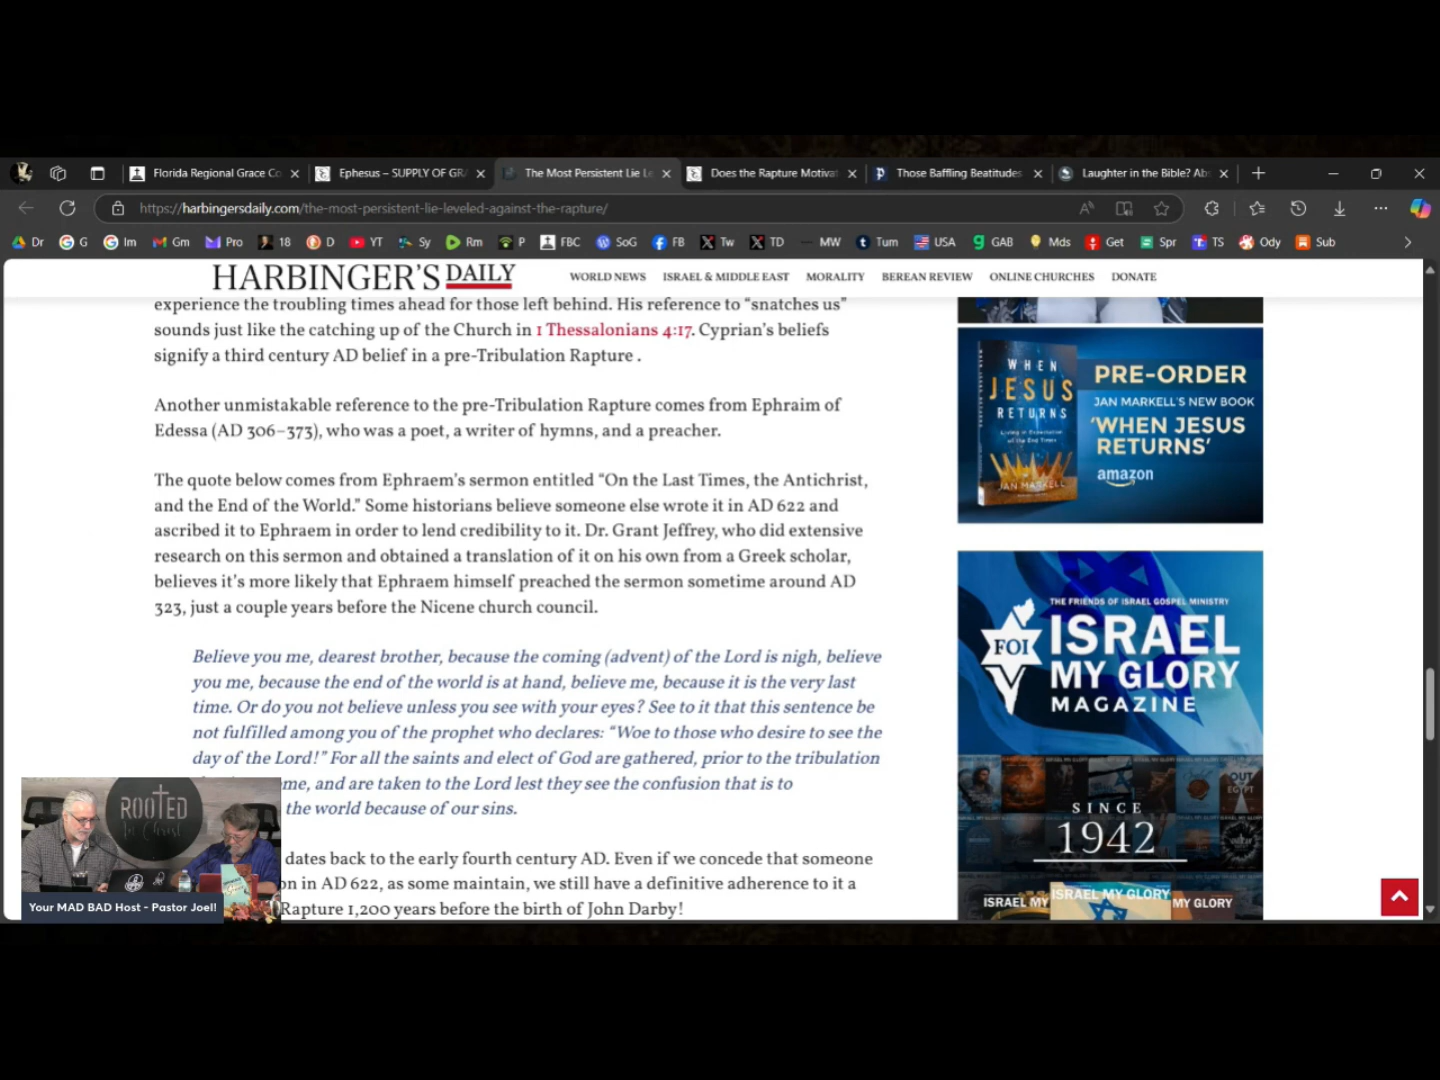 Florida Regional Grace Co
Ephesus – SUPPLY OF GRA
The Most Persistent Lie Le
Does the Rapture Motivat
Those Baffling Beatitudes
Laughter in the Bible? Abs
https://harbingersdaily.com/the-most-persistent-lie-leveled-against-the-rapture/
Dr G Im Gm Pro 18 D YT Sy Rm P FBC SoG FB Tw TD MW Tum USA GAB Mds Get Spr TS Ody Sub
HARBINGER'S DAILY
WORLD NEWS ISRAEL & MIDDLE EAST MORALITY BEREAN REVIEW ONLINE CHURCHES DONATE
experience the troubling times ahead for those left behind. His reference to “snatches us”
sounds just like the catching up of the Church in 1 Thessalonians 4:17. Cyprian’s beliefs
signify a third century AD belief in a pre-Tribulation Rapture .
Another unmistakable reference to the pre-Tribulation Rapture comes from Ephraim of
Edessa (AD 306–373), who was a poet, a writer of hymns, and a preacher.
The quote below comes from Ephraem’s sermon entitled “On the Last Times, the Antichrist,
and the End of the World.” Some historians believe someone else wrote it in AD 622 and
ascribed it to Ephraem in order to lend credibility to it. Dr. Grant Jeffrey, who did extensive
research on this sermon and obtained a translation of it on his own from a Greek scholar,
believes it’s more likely that Ephraem himself preached the sermon sometime around AD
323, just a couple years before the Nicene church council.
Believe you me, dearest brother, because the coming (advent) of the Lord is nigh, believe
you me, because the end of the world is at hand, believe me, because it is the very last
time. Or do you not believe unless you see with your eyes? See to it that this sentence be
not fulfilled among you of the prophet who declares: “Woe to those who desire to see the
day of the Lord!” For all the saints and elect of God are gathered, prior to the tribulation
me, and are taken to the Lord lest they see the confusion that is to
the world because of our sins.
dates back to the early fourth century AD. Even if we concede that someone
on in AD 622, as some maintain, we still have a definitive adherence to it a
Rapture 1,200 years before the birth of John Darby!
WHEN
JESUS
RETURNS
Living in Expectation
of the End Times
JAN MARKELL
PRE-ORDER
JAN MARKELL'S NEW BOOK
'WHEN JESUS
RETURNS'
amazon
THE FRIENDS OF ISRAEL GOSPEL MINISTRY
FOI
ISRAEL
MY GLORY
MAGAZINE
OUT
OF
EGYPT
SINCE
1942
ISRAEL MY
ISRAEL MY GLORY
MY GLORY
ROOTED
In Christ
Your MAD BAD Host - Pastor Joel!